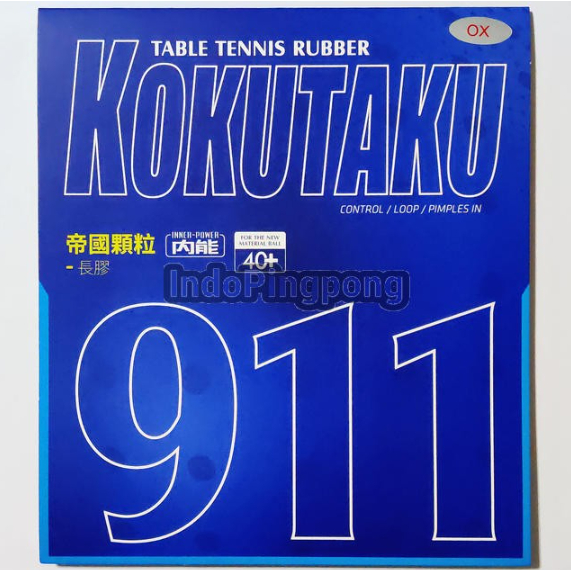 OX
TABLE TENNIS RUBBER
KOKUTAKU
CONTROL / LOOP / PIMPLES IN
帝國顆粒
- 長膠
INNER-POWER
內能
FOR THE NEW
MATERIAL BALL
40+
IndoPingpong
911